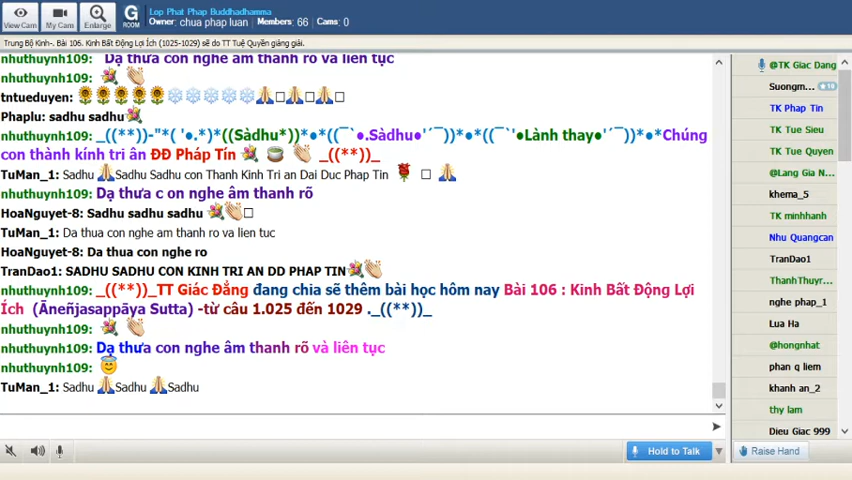 View Cam
My Cam
Enlarge
G
ROOM
Lop Phat Phap Buddhadhamma
Owner: chua phap luan
Members: 66
Cams: 0
Trung Bộ Kinh-. Bài 106. Kinh Bất Động Lợi Ích (1025-1029) sẽ do TT Tuệ Quyền giảng giải.
nhuthuynh109: Dạ thưa con nghe âm thanh rõ và liên tục
nhuthuynh109:
tntueduyen:
Phaplu: sadhu sadhu
nhuthuynh109: _((**))-"*( '●.*)*((Sàdhu*))*●*((¯`●.Sàdhu●'´¯))*●*((¯`'●Lành thay●'´¯))*●*Chúng
con thành kính tri ân ĐĐ Pháp Tín _((**))_
TuMan_1: Sadhu Sadhu Sadhu con Thanh Kinh Tri an Dai Duc Phap Tin
nhuthuynh109: Dạ thưa c on nghe âm thanh rõ
HoaNguyet-8: Sadhu sadhu sadhu
TuMan_1: Da thua con nghe am thanh ro va lien tuc
HoaNguyet-8: Da thua con nghe ro
TranDao1: SADHU SADHU CON KINH TRI AN DD PHAP TIN
nhuthuynh109: _((**))_TT Giác Đẳng đang chia sẽ thêm bài học hôm nay Bài 106 : Kinh Bất Động Lợi
Ích (Āneñjasappāya Sutta) -từ câu 1.025 đến 1029 ._((**))_
nhuthuynh109:
nhuthuynh109: Dạ thưa con nghe âm thanh rõ và liên tục
nhuthuynh109:
TuMan_1: Sadhu Sadhu Sadhu
@TK Giac Dang
Suongm...
+10
TK Phap Tin
TK Tue Sieu
TK Tue Quyen
@Lang Gia N...
khema_5
TK minhhanh
Nhu Quangcan
TranDao1
ThanhThuyr...
nghe phap_1
Lua Ha
@hongnhat
phan q liem
khanh an_2
thy lam
Dieu Giac 999
Hold to Talk
Raise Hand